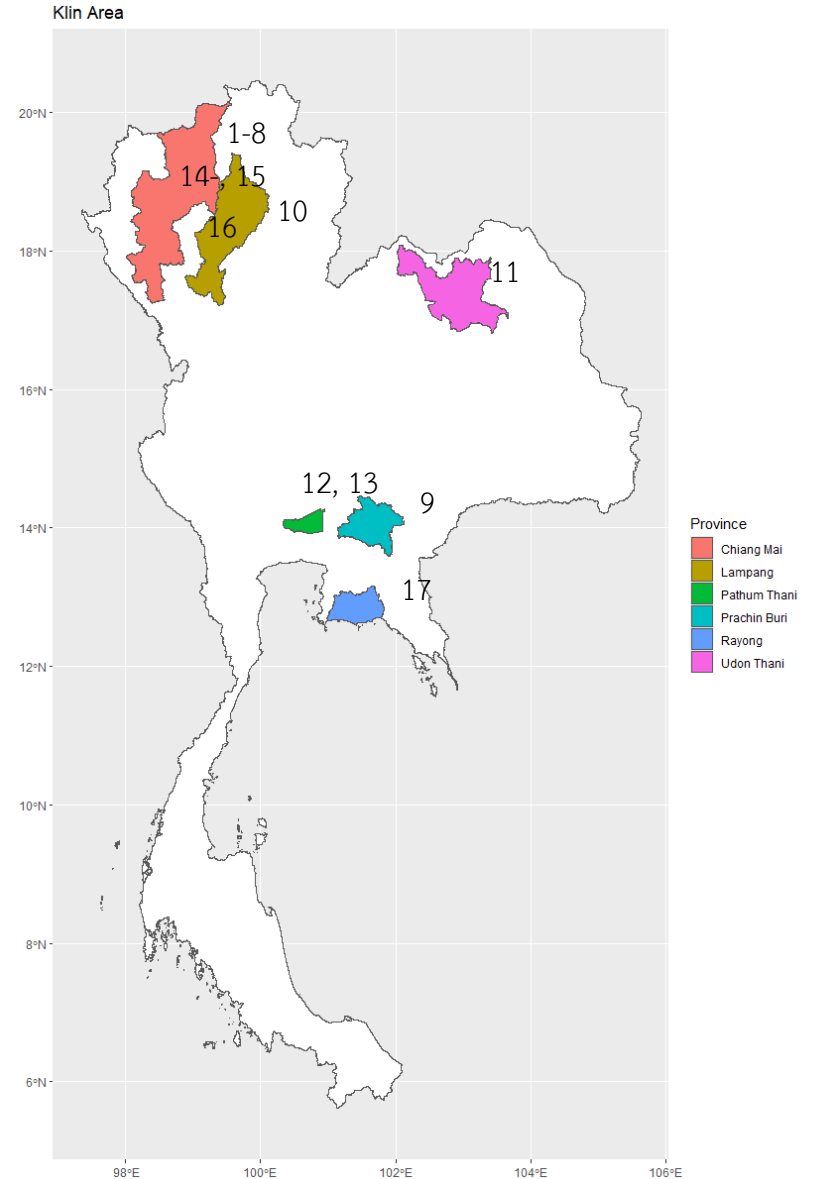 Klin Area
20°N
1-8
14-, 15
10
16
18°N
11
16°N
12, 13
9
14°N
17
12°N
10°N
8°N
6°N
98°E
100°E
102°E
104°E
106°E
Province
Chiang Mai
Lampang
Pathum Thani
Prachin Buri
Rayong
Udon Thani